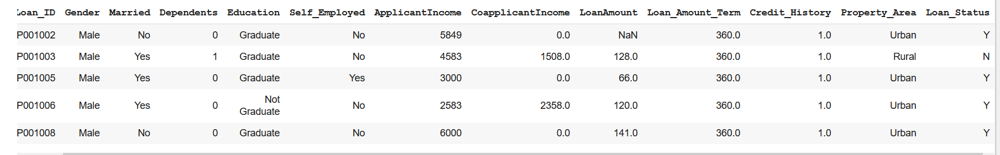 Loan_ID Gender Married Dependents Education Self_Employed ApplicantIncome CoapplicantIncome LoanAmount Loan_Amount_Term Credit_History Property_Area Loan_Status
P001002 Male No 0 Graduate No 5849 0.0 NaN 360.0 1.0 Urban Y
P001003 Male Yes 1 Graduate No 4583 1508.0 128.0 360.0 1.0 Rural N
P001005 Male Yes 0 Graduate Yes 3000 0.0 66.0 360.0 1.0 Urban Y
P001006 Male Yes 0 Not Graduate No 2583 2358.0 120.0 360.0 1.0 Urban Y
P001008 Male No 0 Graduate No 6000 0.0 141.0 360.0 1.0 Urban Y